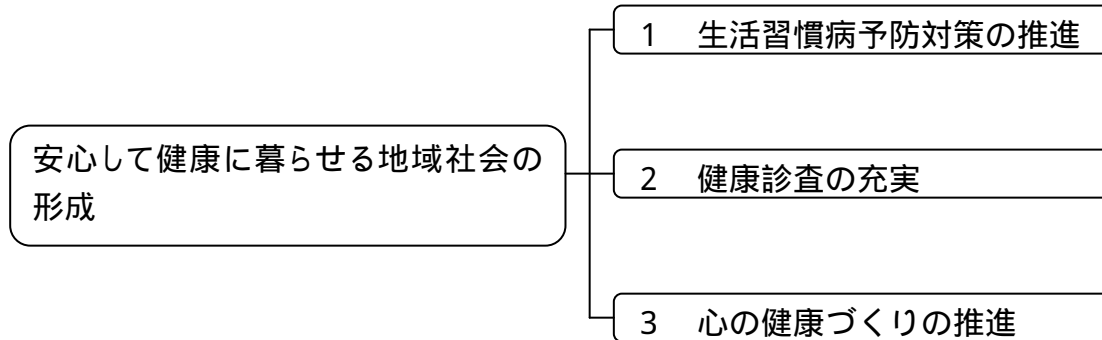 1 生活習慣病予防対策の推進
安心して健康に暮らせる地域社会の
形成
2 健康診査の充実
3 心の健康づくりの推進